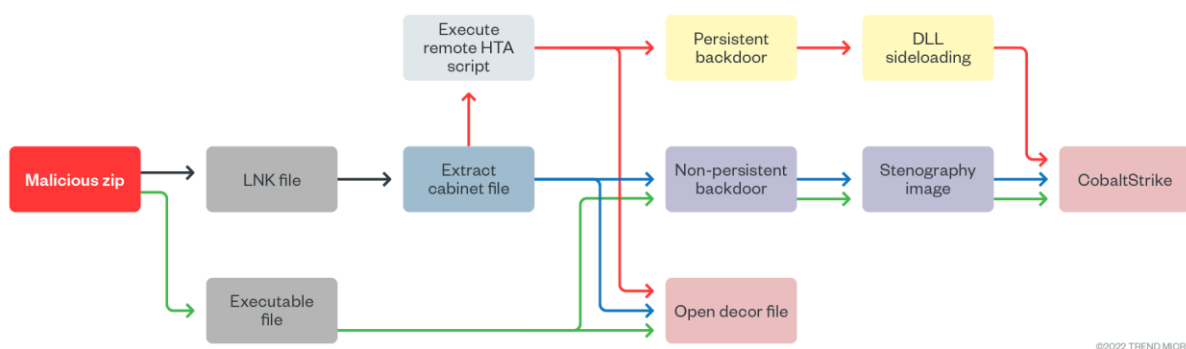 Execute
remote HTA
script
Persistent
backdoor
DLL
sideloading
Malicious zip
LNK file
Extract
cabinet file
Non-persistent
backdoor
Stenography
image
CobaltStrike
Executable
file
Open decor file
©2022 TREND MICR